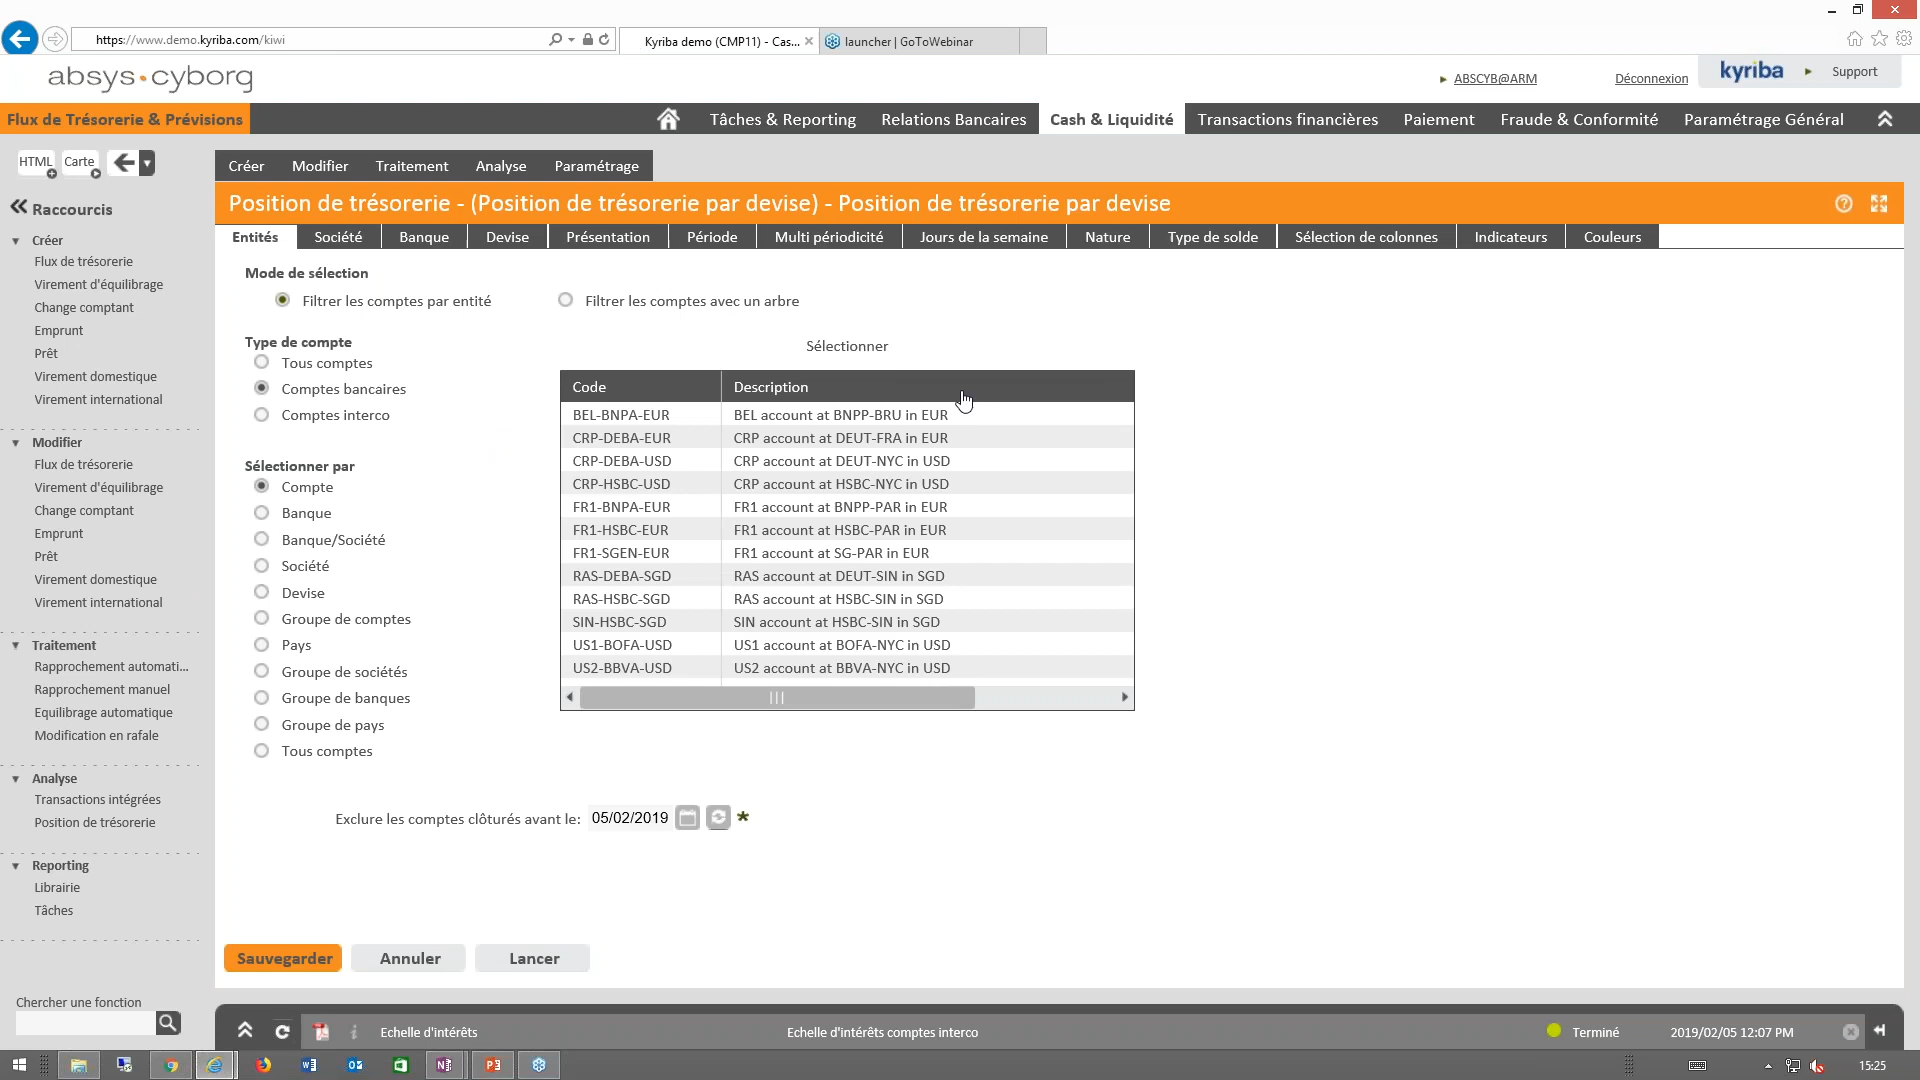 https://www.demo.kyriba.com/kiwi
Kyriba demo (CMP11) - Cas...
launcher | GoToWebinar
absys cyborg
ABSCYB@ARM
Déconnexion
kyriba
Support
Flux de Trésorerie & Prévisions
Tâches & Reporting
Relations Bancaires
Cash & Liquidité
Transactions financières
Paiement
Fraude & Conformité
Paramétrage Général
HTML
Carte
Créer
Modifier
Traitement
Analyse
Paramétrage
Raccourcis
Position de trésorerie - (Position de trésorerie par devise) - Position de trésorerie par devise
Entités
Société
Banque
Devise
Présentation
Période
Multi périodicité
Jours de la semaine
Nature
Type de solde
Sélection de colonnes
Indicateurs
Couleurs
Créer
Flux de trésorerie
Virement d'équilibrage
Change comptant
Emprunt
Prêt
Virement domestique
Virement international
Modifier
Flux de trésorerie
Virement d'équilibrage
Change comptant
Emprunt
Prêt
Virement domestique
Virement international
Traitement
Rapprochement automati...
Rapprochement manuel
Equilibrage automatique
Modification en rafale
Analyse
Transactions intégrées
Position de trésorerie
Reporting
Librairie
Tâches
Chercher une fonction
Mode de sélection
Filtrer les comptes par entité
Filtrer les comptes avec un arbre
Type de compte
Tous comptes
Comptes bancaires
Comptes interco
Sélectionner par
Compte
Banque
Banque/Société
Société
Devise
Groupe de comptes
Pays
Groupe de sociétés
Groupe de banques
Groupe de pays
Tous comptes
Sélectionner
Code Description
BEL-BNPA-EUR BEL account at BNPP-BRU in EUR
CRP-DEBA-EUR CRP account at DEUT-FRA in EUR
CRP-DEBA-USD CRP account at DEUT-NYC in USD
CRP-HSBC-USD CRP account at HSBC-NYC in USD
FR1-BNPA-EUR FR1 account at BNPP-PAR in EUR
FR1-HSBC-EUR FR1 account at HSBC-PAR in EUR
FR1-SGEN-EUR FR1 account at SG-PAR in EUR
RAS-DEBA-SGD RAS account at DEUT-SIN in SGD
RAS-HSBC-SGD RAS account at HSBC-SIN in SGD
SIN-HSBC-SGD SIN account at HSBC-SIN in SGD
US1-BOFA-USD US1 account at BOFA-NYC in USD
US2-BBVA-USD US2 account at BBVA-NYC in USD
Exclure les comptes clôturés avant le: 05/02/2019 *
Sauvegarder
Annuler
Lancer
Echelle d'intérêts
Echelle d'intérêts comptes interco
Terminé
2019/02/05 12:07 PM
15:25